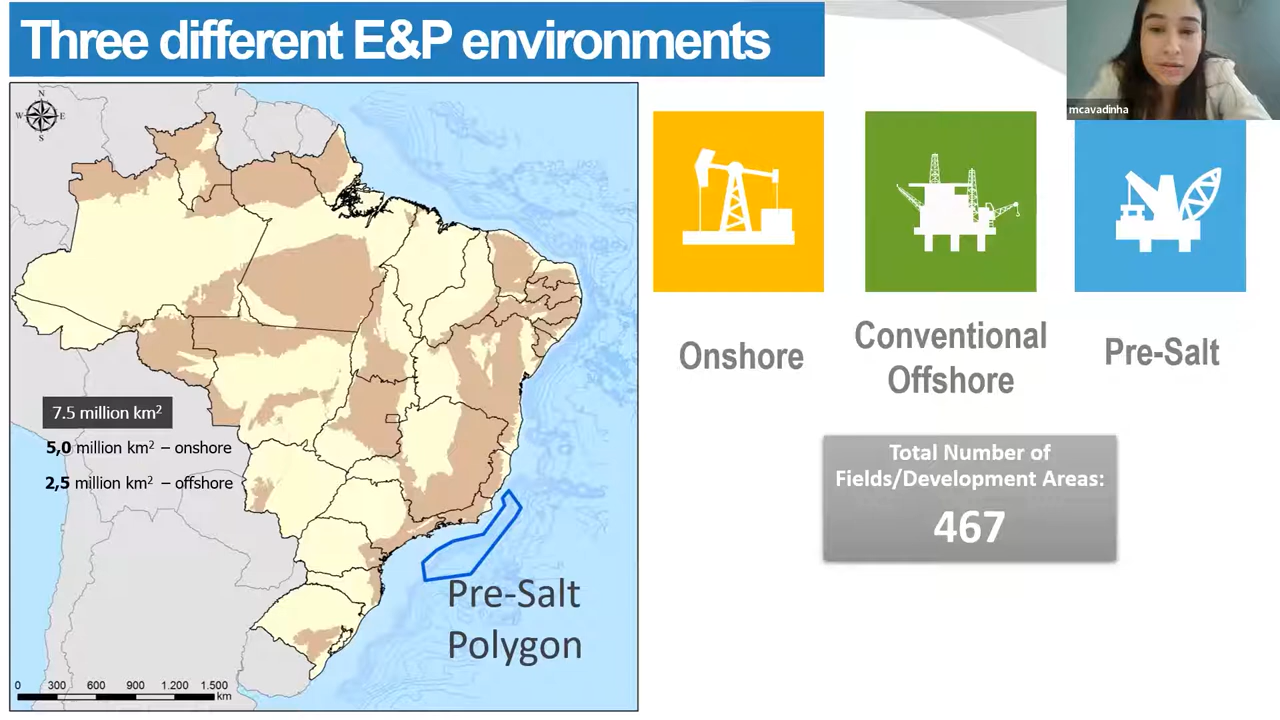 Three different E&P environments
mcavadinha
N
W E
S
7.5 million km²
5,0 million km² – onshore
2,5 million km² – offshore
Pre-Salt
Polygon
0 300 600 900 1.200 1.500
km
Onshore
Conventional
Offshore
Pre-Salt
Total Number of
Fields/Development Areas:
467